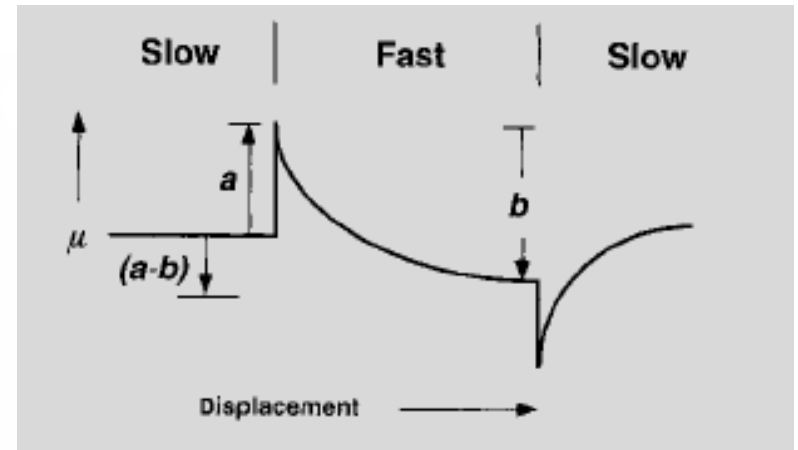 Slow Fast Slow
a
b
μ
(a-b)
Displacement